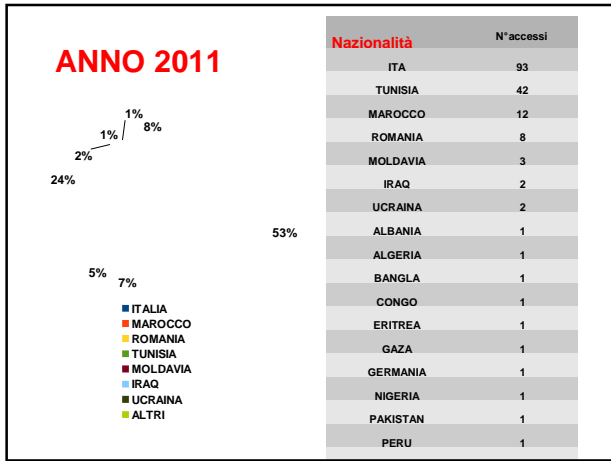 ANNO 2011
1%
8%
1%
2%
24%
53%
5%
7%
ITALIA
MAROCCO
ROMANIA
TUNISIA
MOLDAVIA
IRAQ
UCRAINA
ALTRI
Nazionalità N°accessi
ITA 93
TUNISIA 42
MAROCCO 12
ROMANIA 8
MOLDAVIA 3
IRAQ 2
UCRAINA 2
ALBANIA 1
ALGERIA 1
BANGLA 1
CONGO 1
ERITREA 1
GAZA 1
GERMANIA 1
NIGERIA 1
PAKISTAN 1
PERU 1